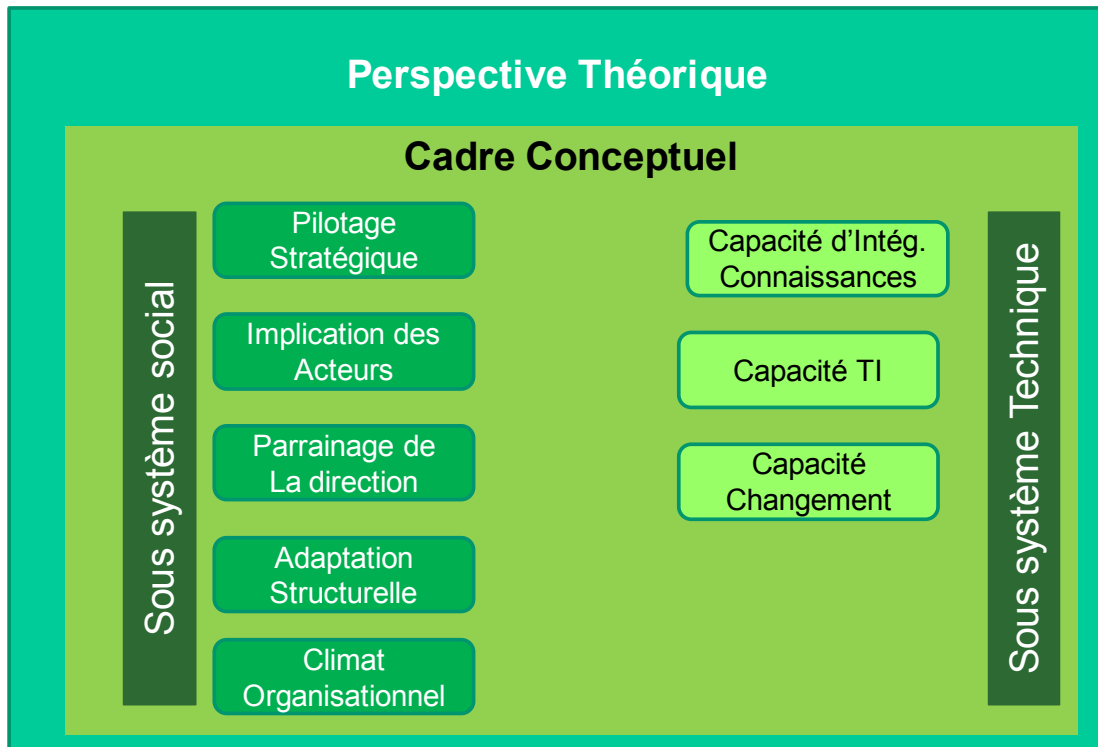 Perspective Théorique
Cadre Conceptuel
Sous système social
Pilotage
Stratégique
Implication des
Acteurs
Parrainage de
La direction
Adaptation
Structurelle
Climat
Organisationnel
Capacité d'Intég.
Connaissances
Capacité TI
Capacité
Changement
Sous système Technique